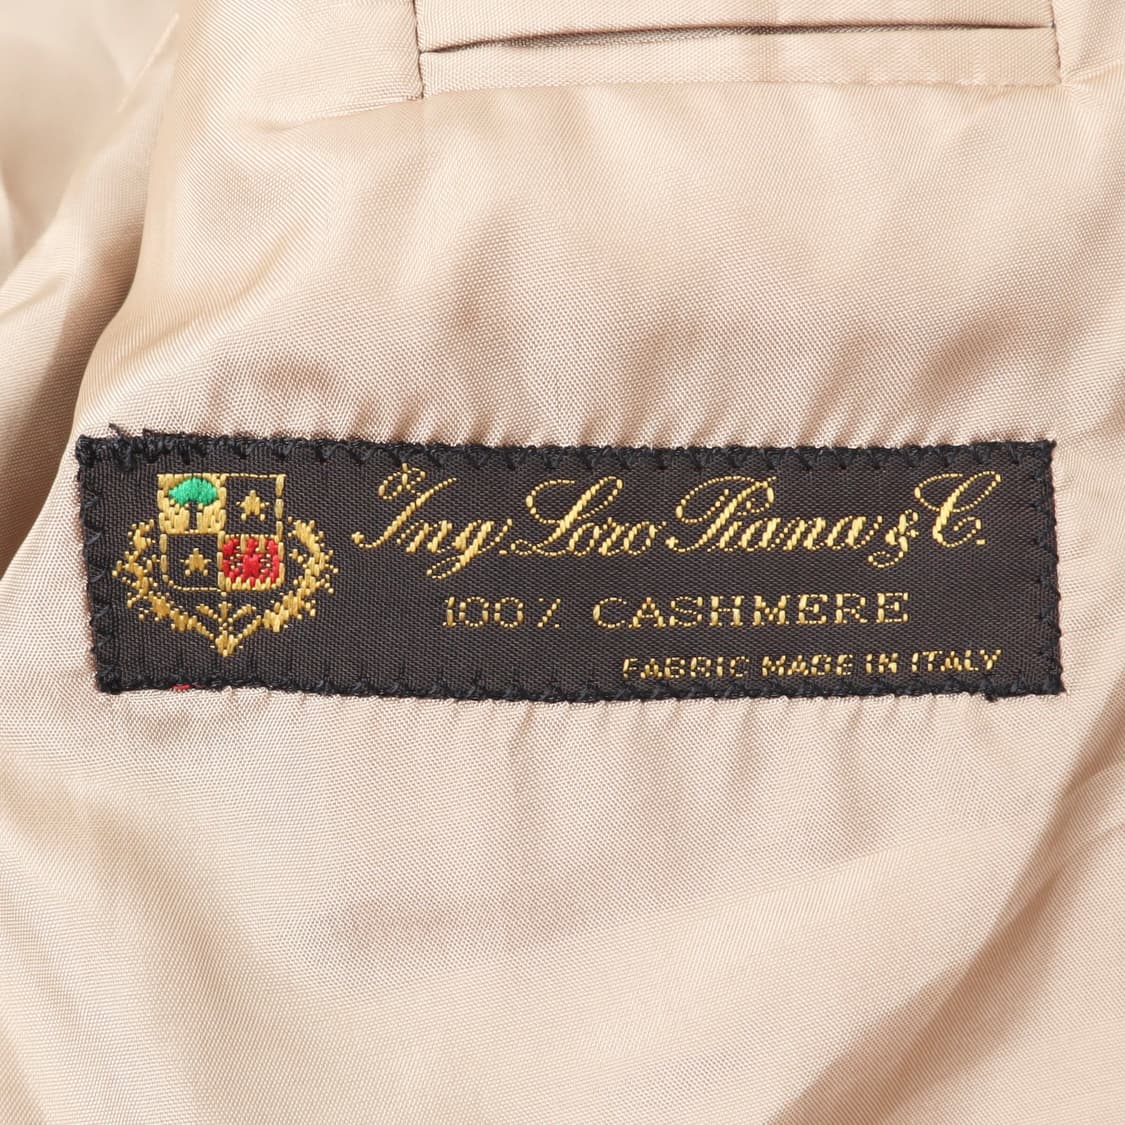 Ing. Loro Piana & C.
100% CASHMERE
FABRIC MADE IN ITALY